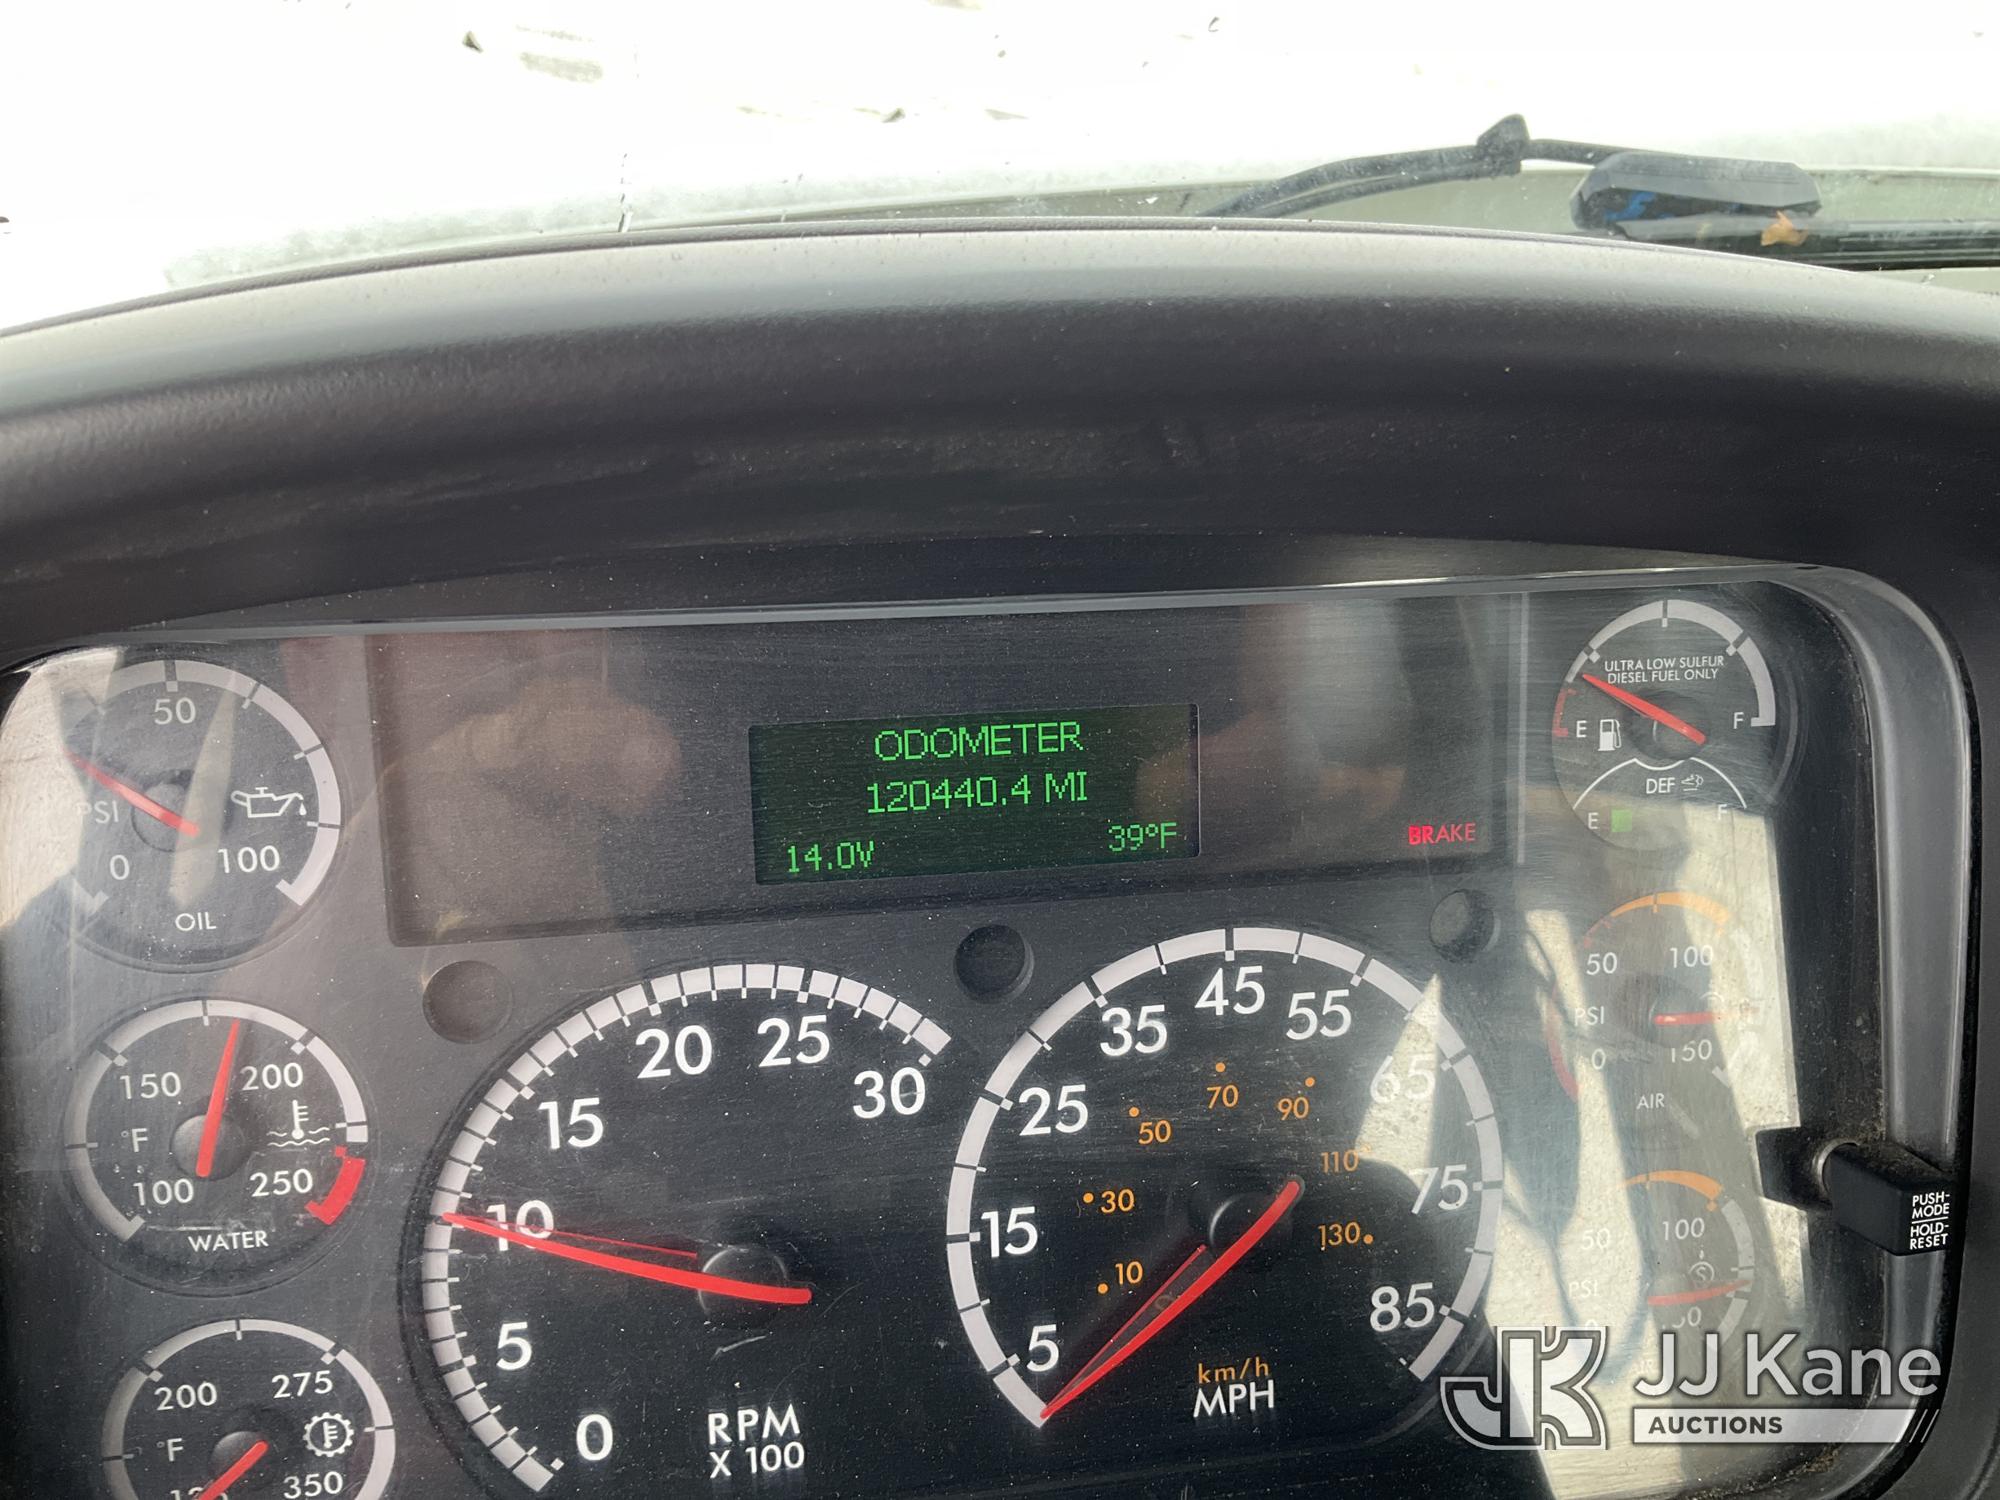 ODOMETER
120440.4 MI
14.0V
39°F
BRAKE
50
PSI
0
100
OIL
150
200
°F
100
250
WATER
200
275
°F
350
0
5
10
15
20
25
30
RPM
X 100
5
15
25
35
45
55
65
75
85
10
30
50
70
90
110
130
km/h
MPH
ULTRA LOW SULFUR
DIESEL FUEL ONLY
E
F
DEF
E
F
50
100
PSI
0
150
AIR
50
100
PSI
PUSH-
MODE
HOLD-
RESET
JK
JJ Kane
AUCTIONS